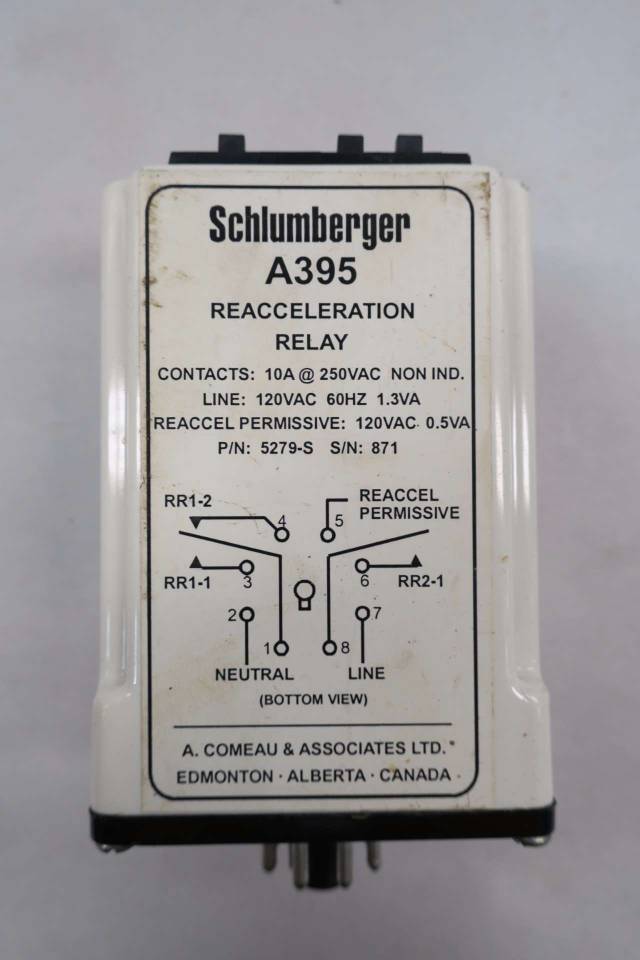 Schlumberger
A395
REACCELERATION
RELAY
CONTACTS: 10A @ 250VAC NON IND.
LINE: 120VAC 60HZ 1.3VA
REACCEL PERMISSIVE: 120VAC 0.5VA
P/N: 5279-S S/N: 871
RR1-2
4
5
REACCEL
PERMISSIVE
RR1-1
3
6
RR2-1
2
7
1
8
NEUTRAL
LINE
(BOTTOM VIEW)
A. COMEAU & ASSOCIATES LTD.
EDMONTON · ALBERTA · CANADA